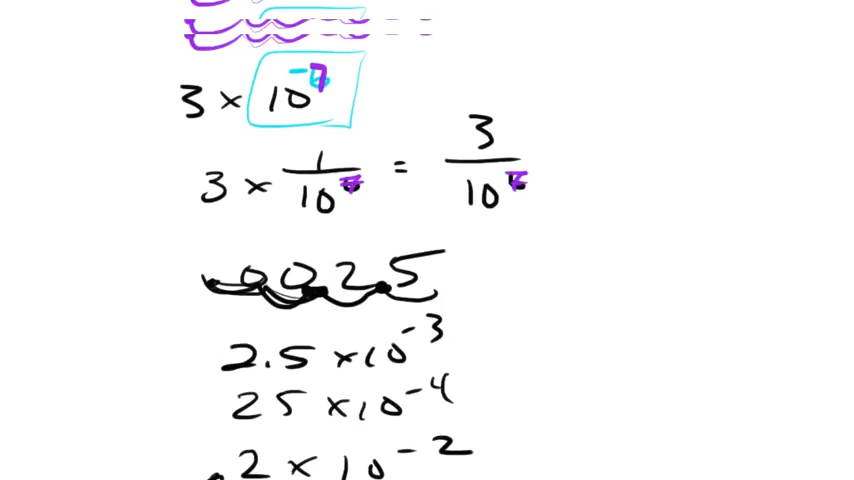 3 × 10⁻⁷
3 × 1/10⁷ = 3/10⁷
.0025
2.5 × 10⁻³
25 × 10⁻⁴
.2 × 10⁻²